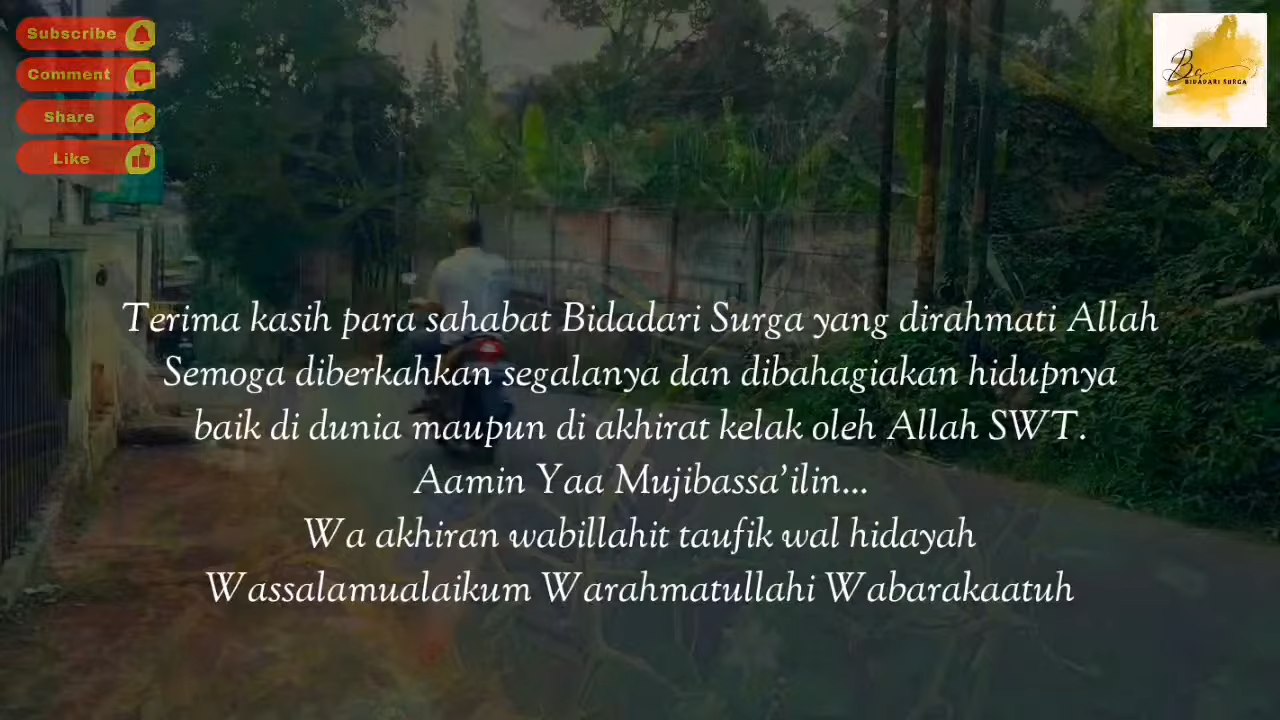 Subscribe
Comment
Share
Like
Bs
BIDADARI SURGA
Terima kasih para sahabat Bidadari Surga yang dirahmati Allah
Semoga diberkahkan segalanya dan dibahagiakan hidupnya
baik di dunia maupun di akhirat kelak oleh Allah SWT.
Aamin Yaa Mujibassa'ilin...
Wa akhiran wabillahit taufik wal hidayah
Wassalamualaikum Warahmatullahi Wabarakaatuh